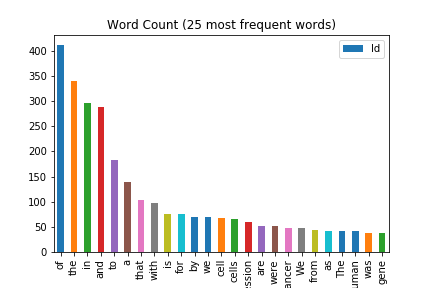 Word Count (25 most frequent words)
Id
400
350
300
250
200
150
100
50
0
of
the
in
and
to
a
that
with
is
for
by
we
cell
cells
ession
are
were
ancer
We
from
as
The
uman
was
gene